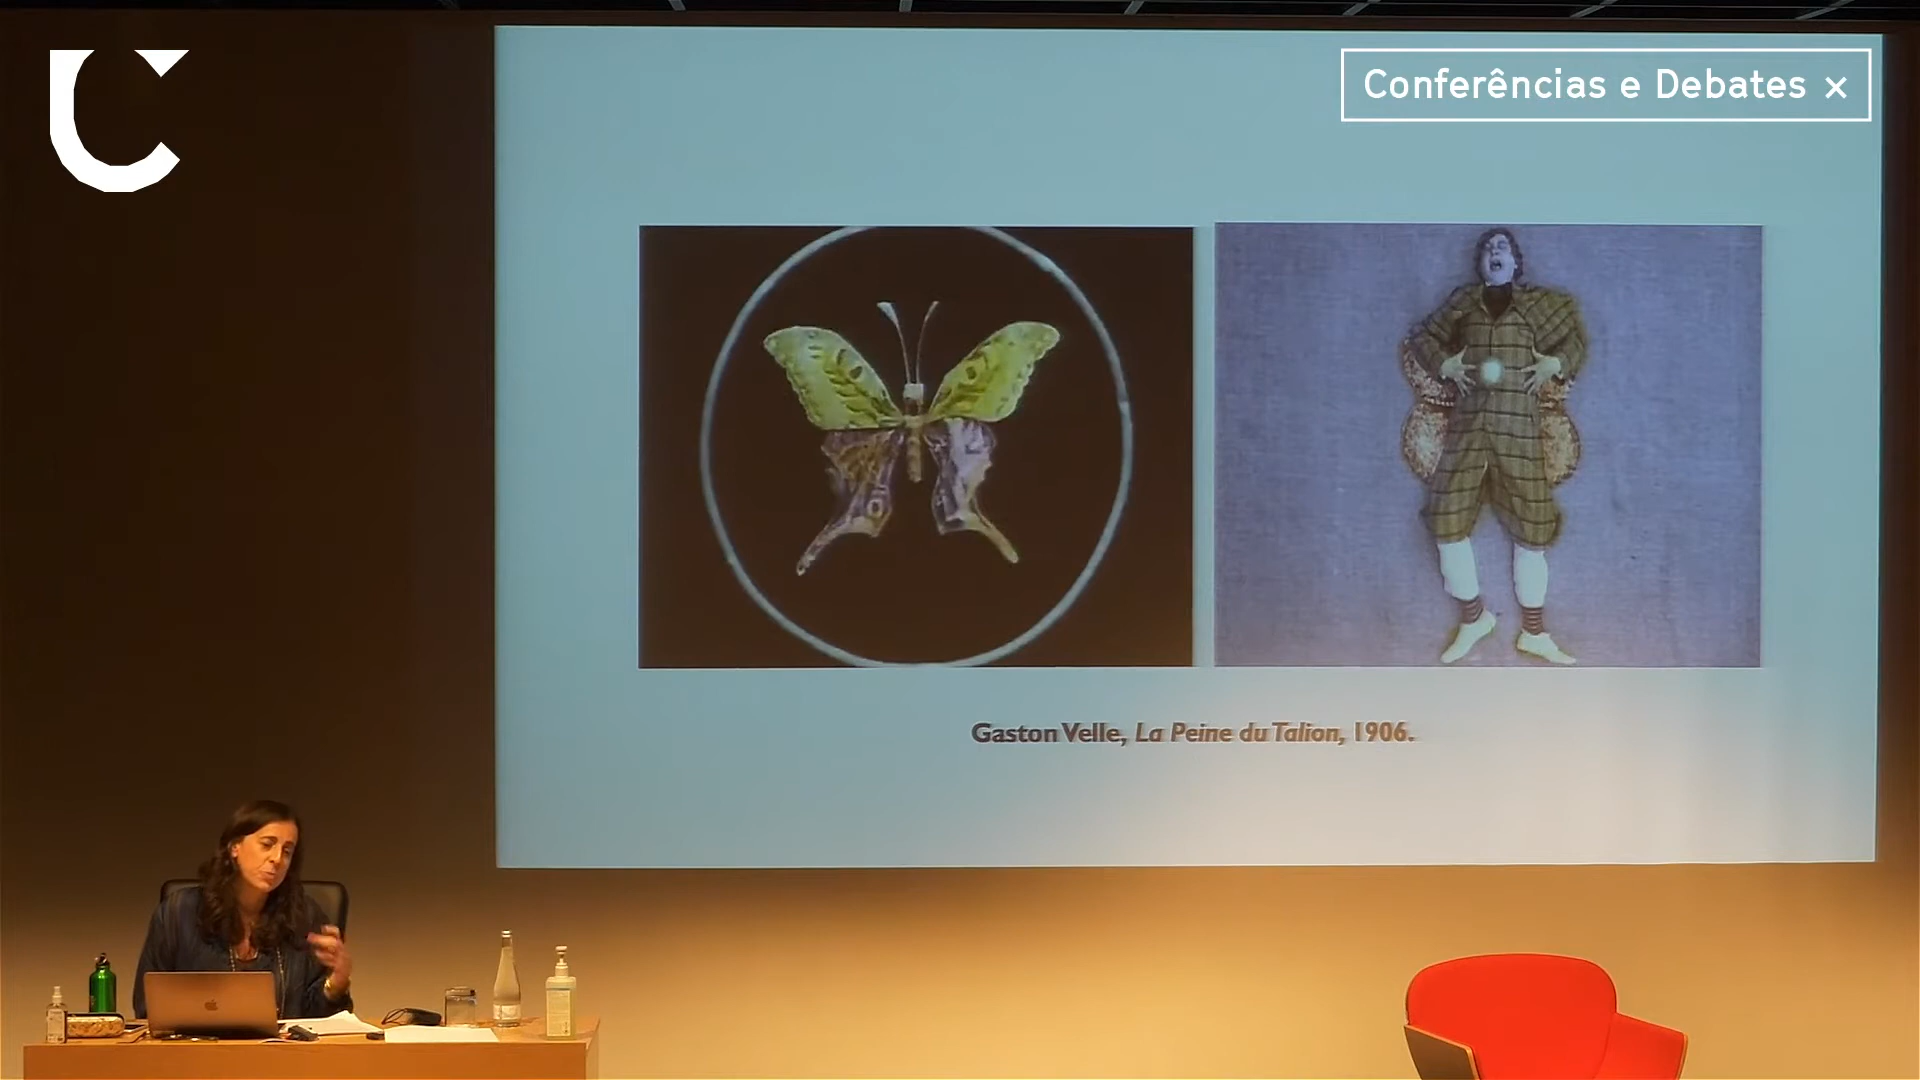 Conferências e Debates ×
Gaston Velle, La Peine du Talion, 1906.